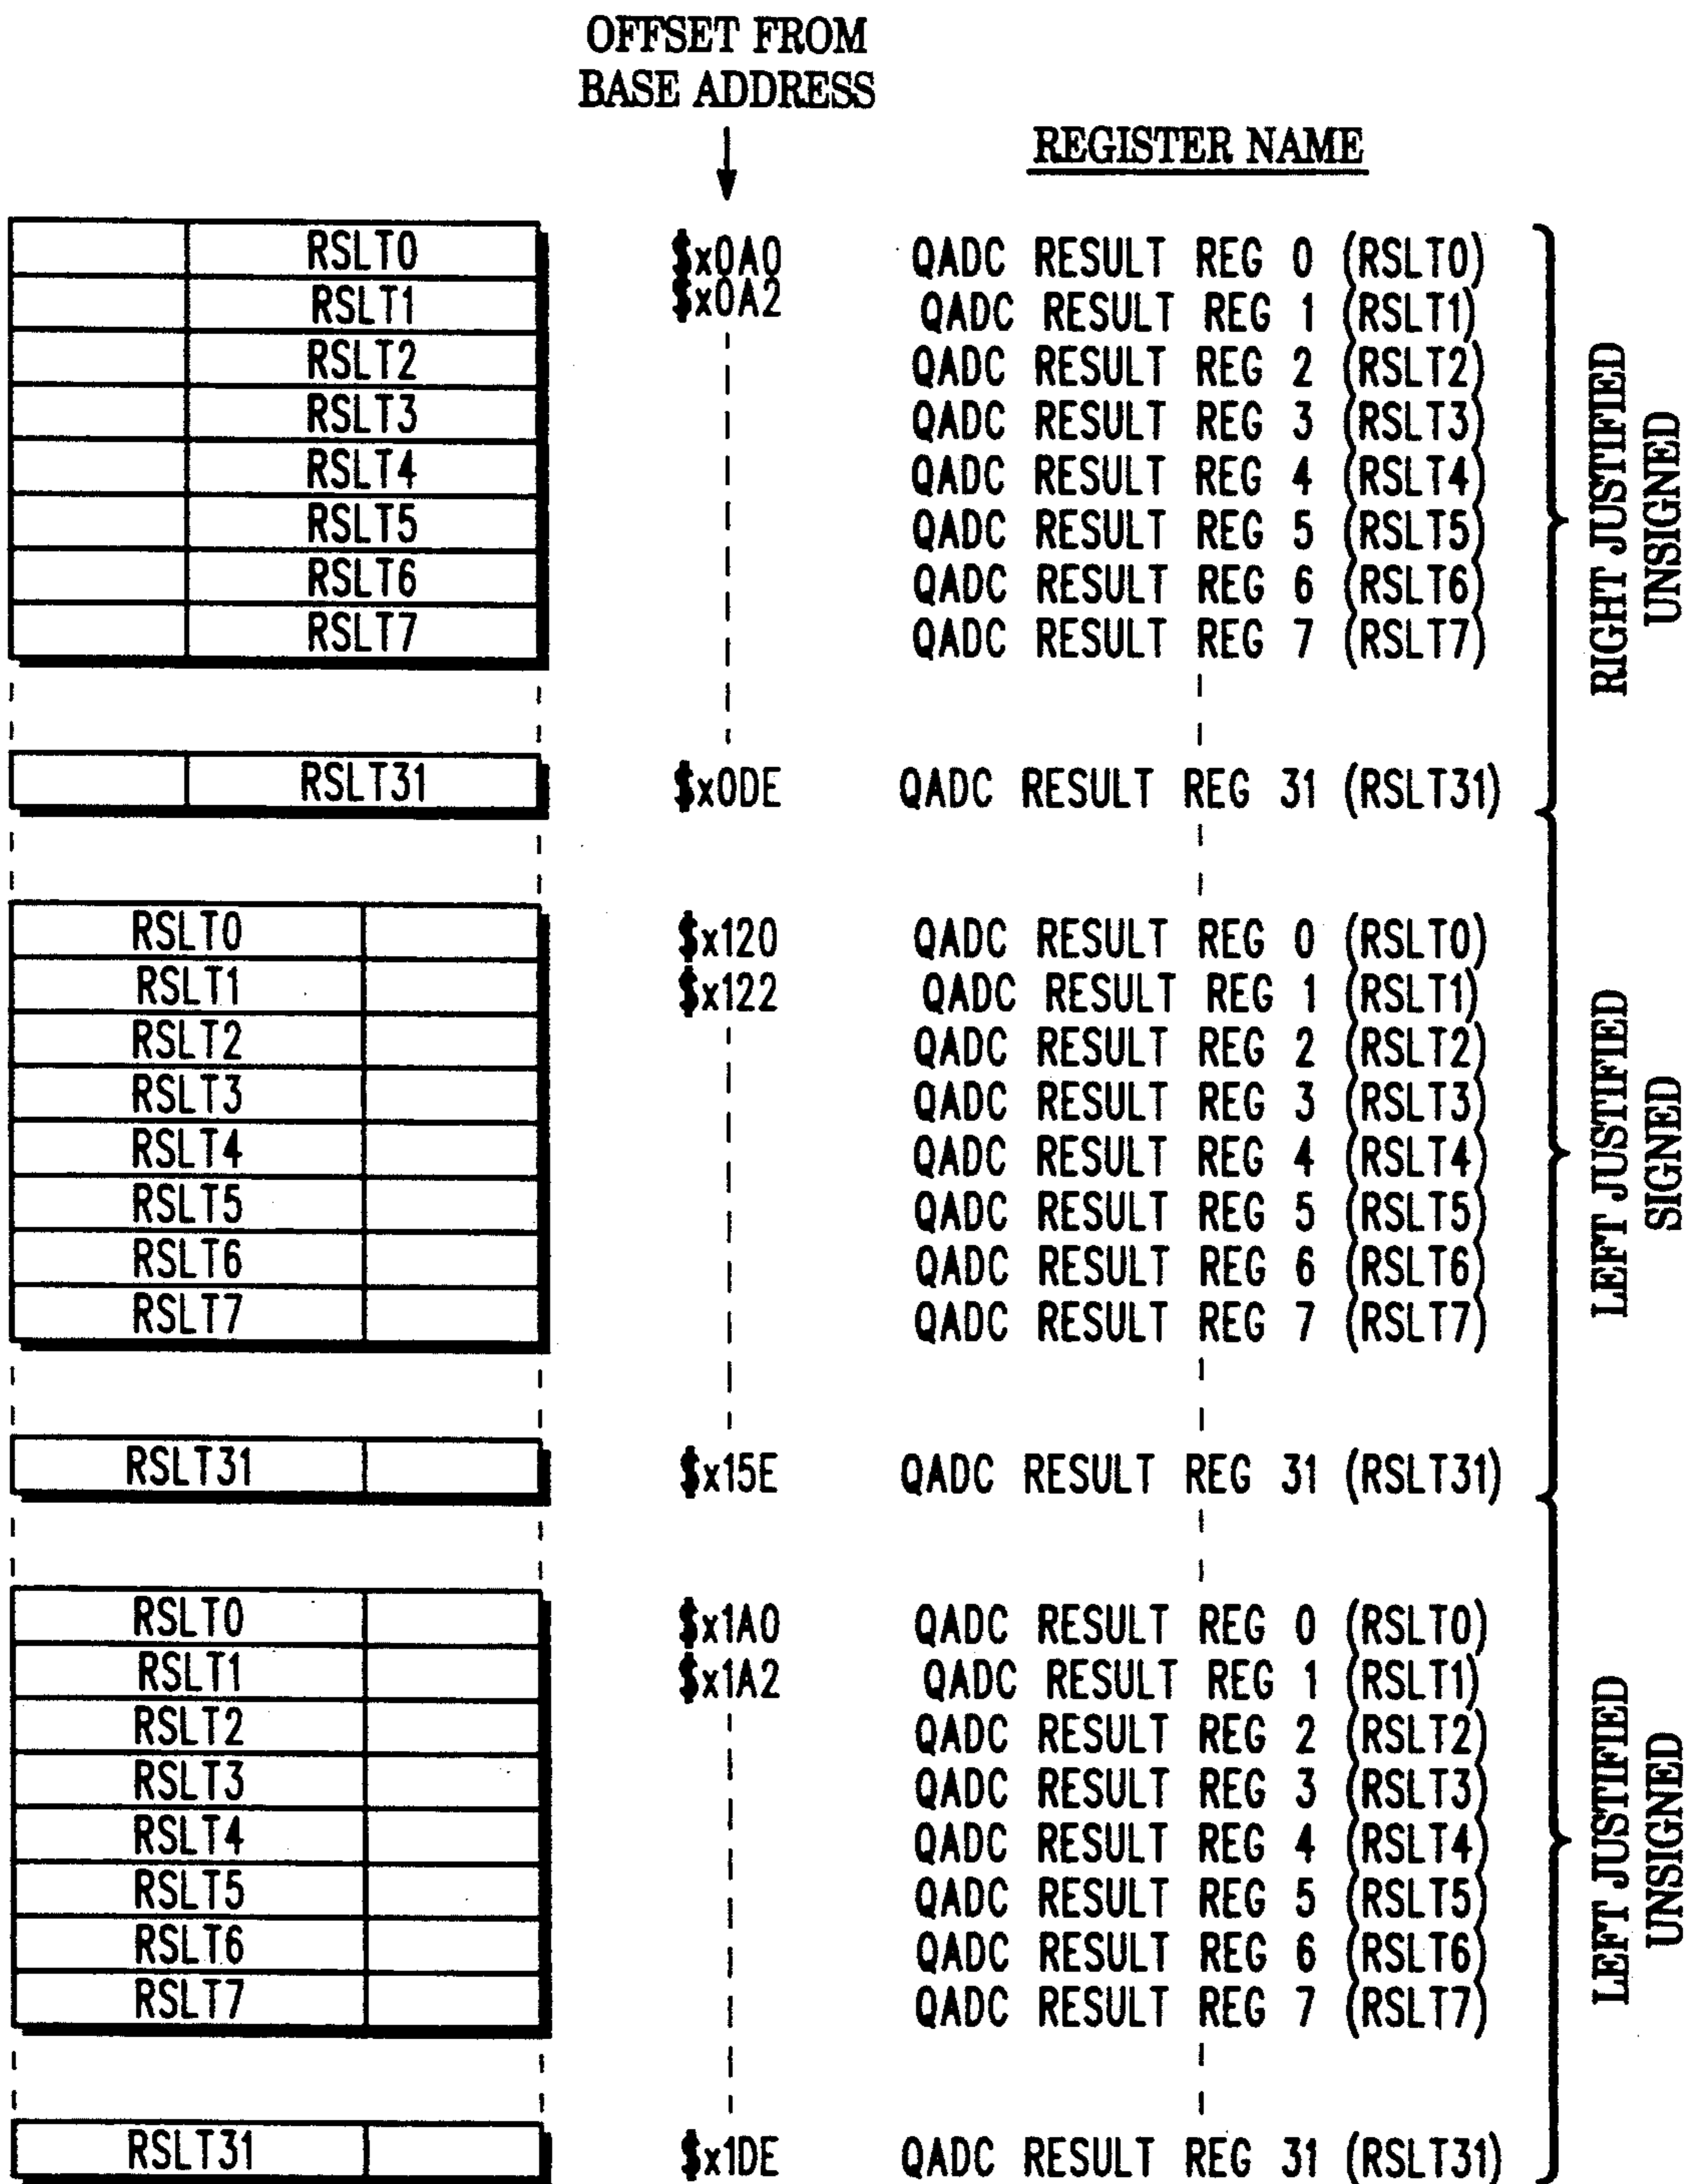 OFFSET FROM
BASE ADDRESS
REGISTER NAME
RSLT0 $x0A0 QADC RESULT REG 0 (RSLT0)
RSLT1 $x0A2 QADC RESULT REG 1 (RSLT1)
RSLT2 QADC RESULT REG 2 (RSLT2)
RSLT3 QADC RESULT REG 3 (RSLT3)
RSLT4 QADC RESULT REG 4 (RSLT4)
RSLT5 QADC RESULT REG 5 (RSLT5)
RSLT6 QADC RESULT REG 6 (RSLT6)
RSLT7 QADC RESULT REG 7 (RSLT7)
RSLT31 $x0DE QADC RESULT REG 31 (RSLT31)
RIGHT JUSTIFIED
UNSIGNED
RSLT0 $x120 QADC RESULT REG 0 (RSLT0)
RSLT1 $x122 QADC RESULT REG 1 (RSLT1)
RSLT2 QADC RESULT REG 2 (RSLT2)
RSLT3 QADC RESULT REG 3 (RSLT3)
RSLT4 QADC RESULT REG 4 (RSLT4)
RSLT5 QADC RESULT REG 5 (RSLT5)
RSLT6 QADC RESULT REG 6 (RSLT6)
RSLT7 QADC RESULT REG 7 (RSLT7)
RSLT31 $x15E QADC RESULT REG 31 (RSLT31)
LEFT JUSTIFIED
SIGNED
RSLT0 $x1A0 QADC RESULT REG 0 (RSLT0)
RSLT1 $x1A2 QADC RESULT REG 1 (RSLT1)
RSLT2 QADC RESULT REG 2 (RSLT2)
RSLT3 QADC RESULT REG 3 (RSLT3)
RSLT4 QADC RESULT REG 4 (RSLT4)
RSLT5 QADC RESULT REG 5 (RSLT5)
RSLT6 QADC RESULT REG 6 (RSLT6)
RSLT7 QADC RESULT REG 7 (RSLT7)
RSLT31 $x1DE QADC RESULT REG 31 (RSLT31)
LEFT JUSTIFIED
UNSIGNED